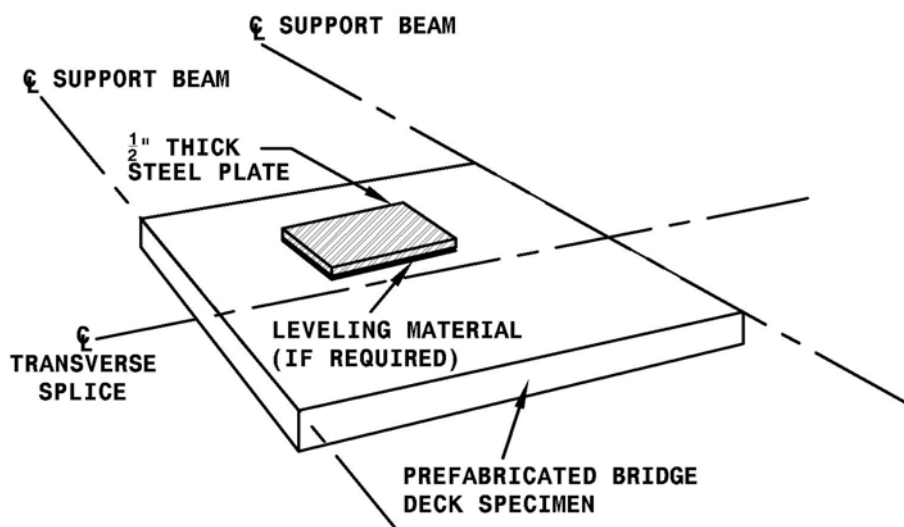 ℄ SUPPORT BEAM
℄ SUPPORT BEAM
1/2" THICK
STEEL PLATE
LEVELING MATERIAL
(IF REQUIRED)
℄
TRANSVERSE
SPLICE
PREFABRICATED BRIDGE
DECK SPECIMEN